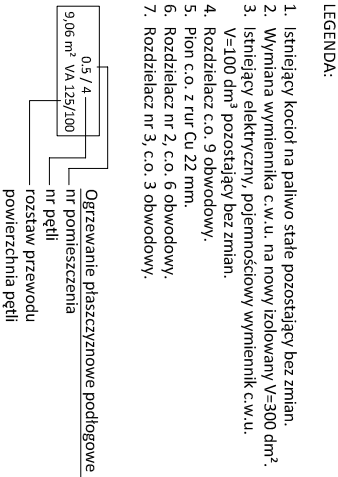 LEGENDA:
1. Istniejący kocioł na paliwo stałe pozostający bez zmian.
2. Wymiana wymiennika c.w.u. na nowy izolowany V=300 dm².
3. Istniejący elektryczny, pojemnościowy wymiennik c.w.u.
V=100 dm³ pozostający bez zmian.
4. Rozdzielacz c.o. 9 obwodowy.
5. Pion c.o. z rur Cu 22 mm.
6. Rozdzielacz nr 2, c.o. 6 obwodowy.
7. Rozdzielacz nr 3, c.o. 3 obwodowy.
Ogrzewanie płaszczyznowe podłogowe
0.5 / 4
9,06 m² VA 125/100
nr pomieszczenia
nr pętli
rozstaw przewodu
powierzchnia pętli